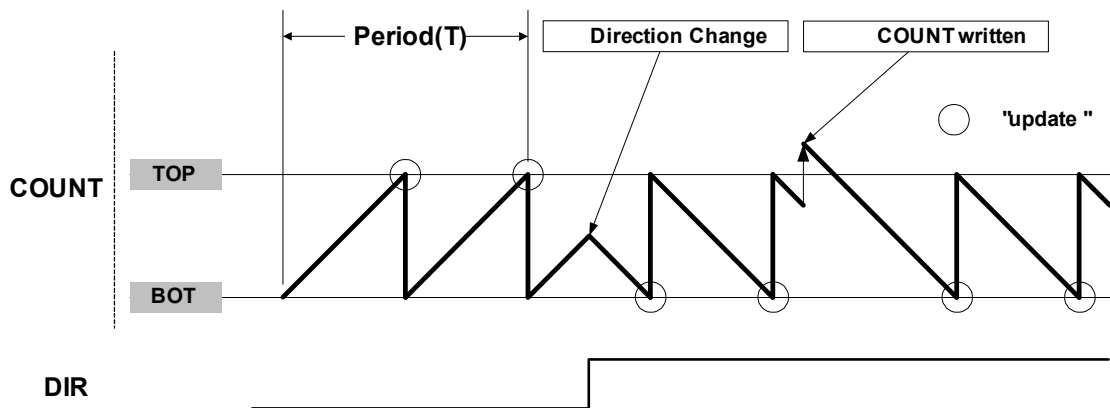 Period(T)
Direction Change
COUNT written
"update "
TOP
COUNT
BOT
DIR